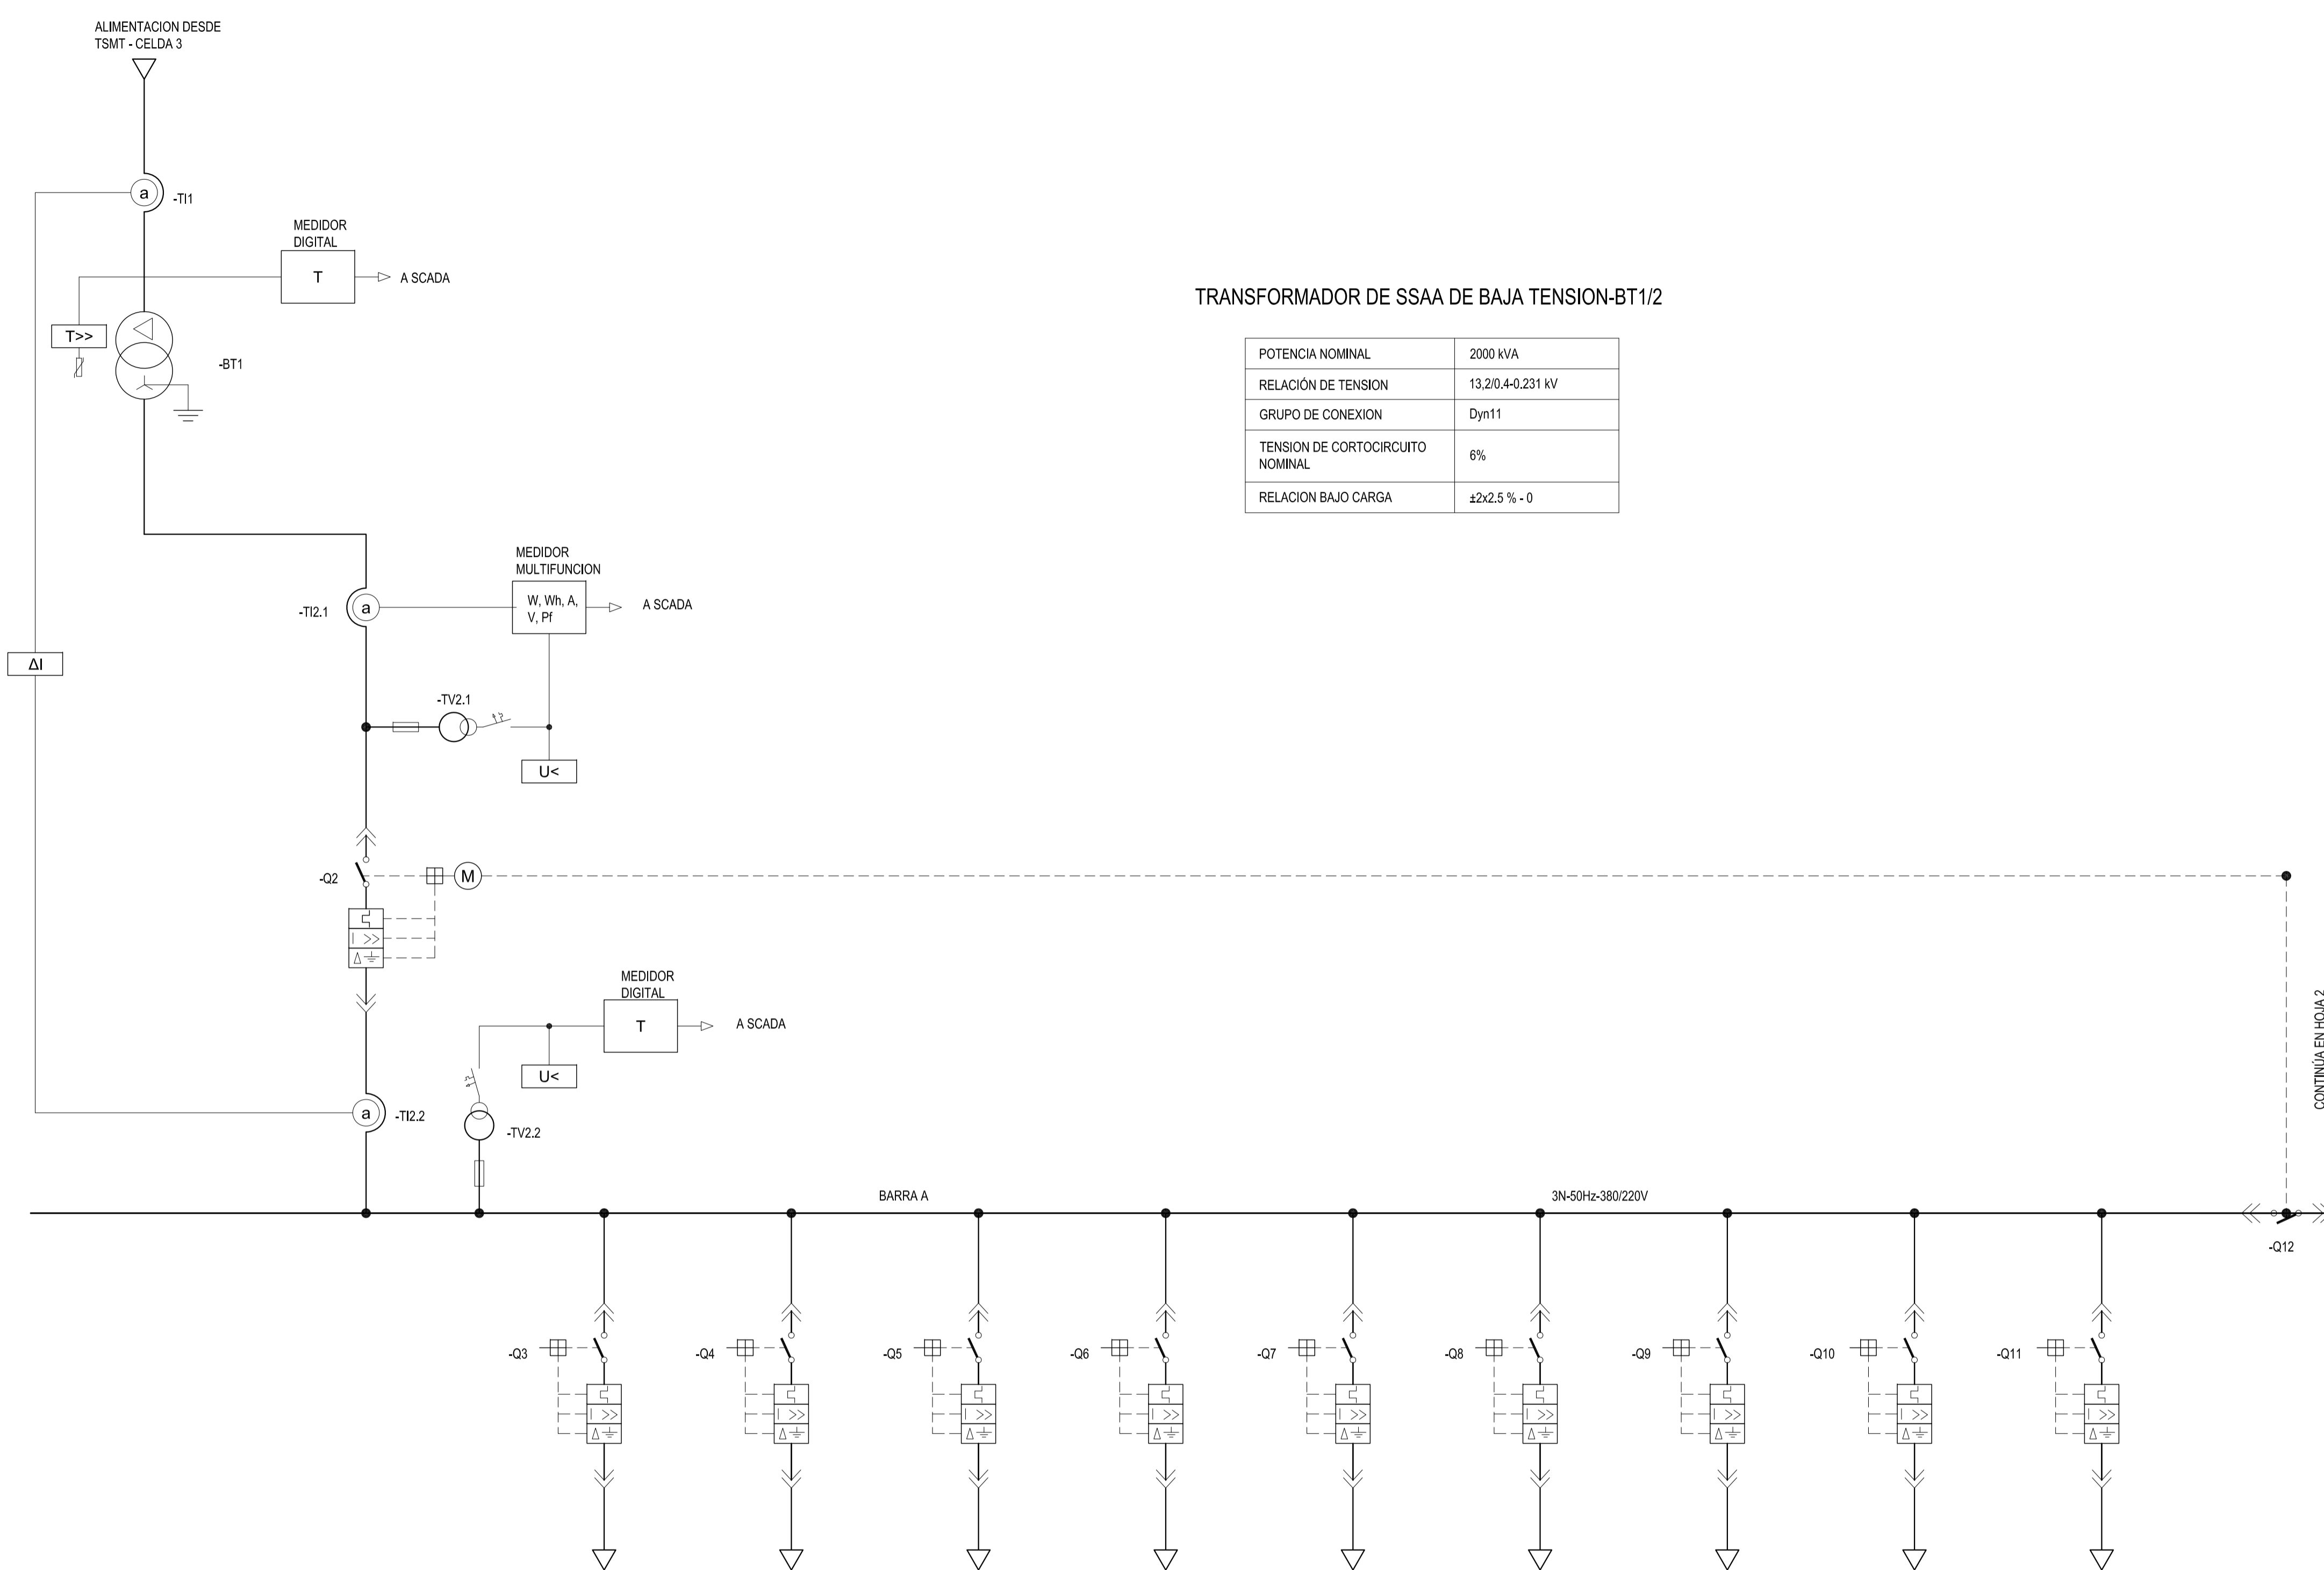 ALIMENTACION DESDE
TSMT - CELDA 3
a
-TI1
MEDIDOR
DIGITAL
T
A SCADA
T>>
-BT1
TRANSFORMADOR DE SSAA DE BAJA TENSION-BT1/2
POTENCIA NOMINAL
2000 kVA
RELACIÓN DE TENSION
13,2/0.4-0.231 kV
GRUPO DE CONEXION
Dyn11
TENSION DE CORTOCIRCUITO
NOMINAL
6%
RELACION BAJO CARGA
±2x2.5 % - 0
MEDIDOR
MULTIFUNCION
W, Wh, A,
V, Pf
A SCADA
-TI2.1
a
ΔI
-TV2.1
U<
-Q2
M
I >>
Δ
MEDIDOR
DIGITAL
T
A SCADA
U<
a
-TI2.2
-TV2.2
CONTINÚA EN HOJA 2
BARRA A
3N-50Hz-380/220V
-Q12
-Q3
-Q4
-Q5
-Q6
-Q7
-Q8
-Q9
-Q10
-Q11
I >>
I >>
I >>
I >>
I >>
I >>
I >>
I >>
I >>
Δ
Δ
Δ
Δ
Δ
Δ
Δ
Δ
Δ